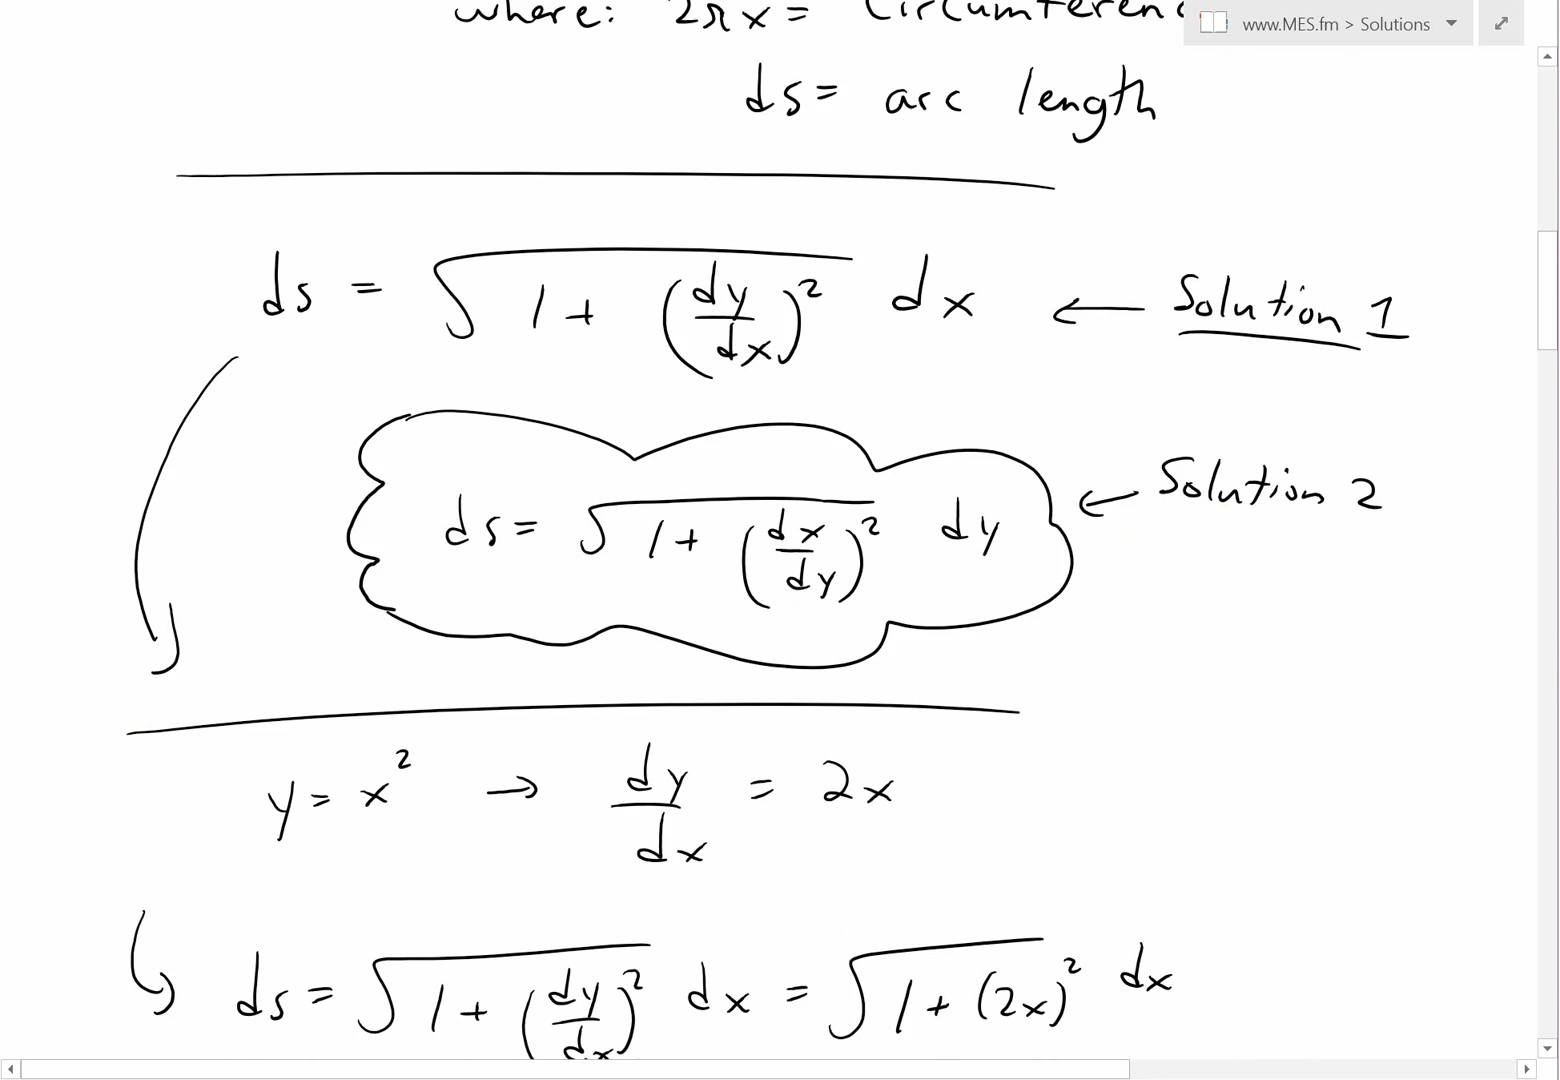 where: 2πx = Circumferenc
www.MES.fm > Solutions
ds = arc length
ds = √(1 + (dy/dx)²) dx ← Solution 1
ds = √(1 + (dx/dy)²) dy ← Solution 2
y = x² → dy/dx = 2x
ds = √(1 + (dy/dx)²) dx = √(1 + (2x)²) dx